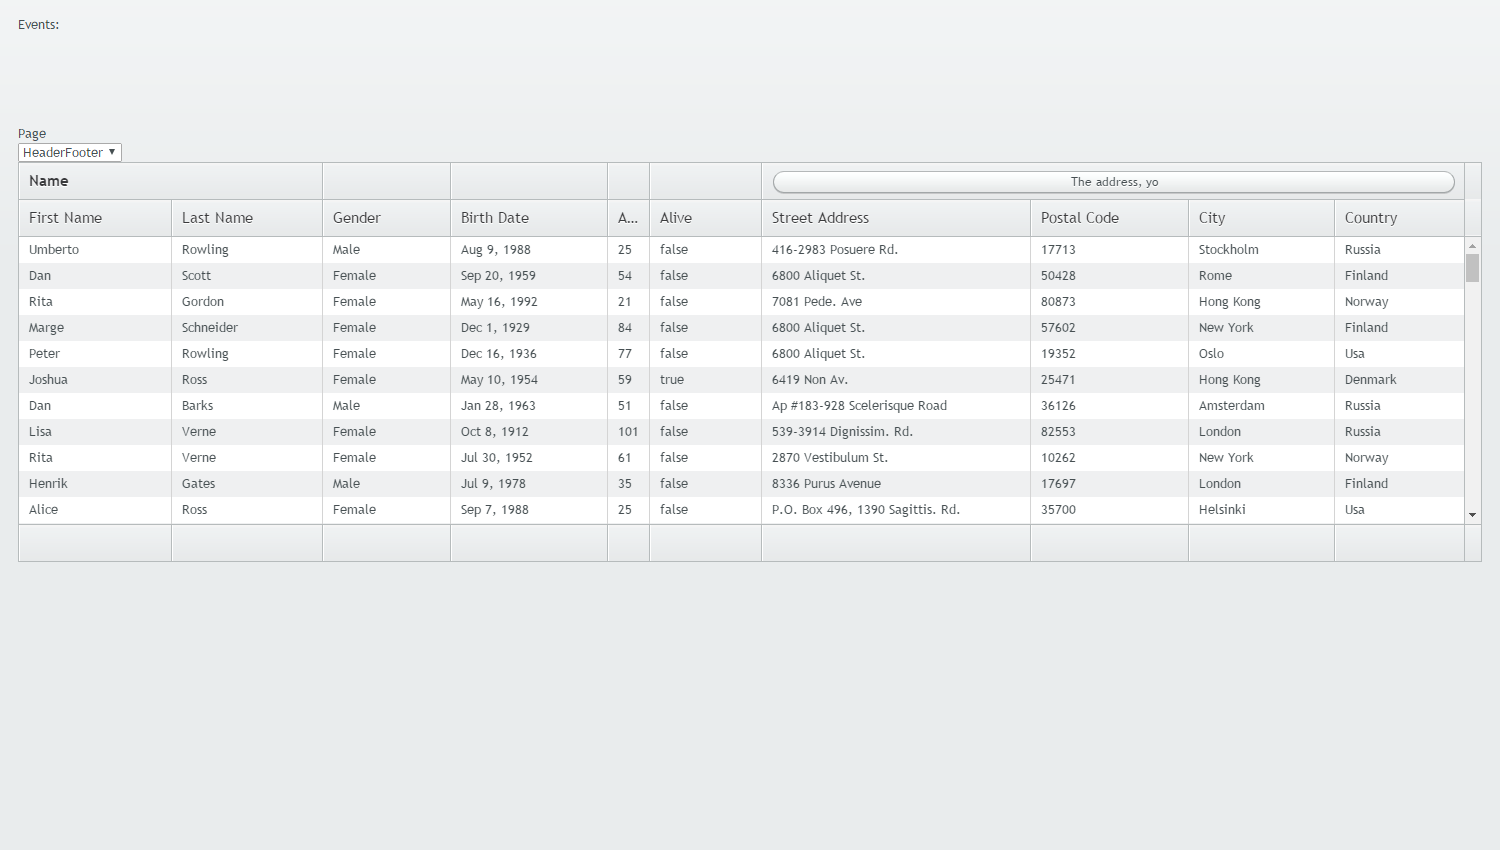 Events:
Page
HeaderFooter
Name The address, yo
First Name Last Name Gender Birth Date A... Alive Street Address Postal Code City Country
Umberto Rowling Male Aug 9, 1988 25 false 416-2983 Posuere Rd. 17713 Stockholm Russia
Dan Scott Female Sep 20, 1959 54 false 6800 Aliquet St. 50428 Rome Finland
Rita Gordon Female May 16, 1992 21 false 7081 Pede. Ave 80873 Hong Kong Norway
Marge Schneider Female Dec 1, 1929 84 false 6800 Aliquet St. 57602 New York Finland
Peter Rowling Female Dec 16, 1936 77 false 6800 Aliquet St. 19352 Oslo Usa
Joshua Ross Female May 10, 1954 59 true 6419 Non Av. 25471 Hong Kong Denmark
Dan Barks Male Jan 28, 1963 51 false Ap #183-928 Scelerisque Road 36126 Amsterdam Russia
Lisa Verne Female Oct 8, 1912 101 false 539-3914 Dignissim. Rd. 82553 London Russia
Rita Verne Female Jul 30, 1952 61 false 2870 Vestibulum St. 10262 New York Norway
Henrik Gates Male Jul 9, 1978 35 false 8336 Purus Avenue 17697 London Finland
Alice Ross Female Sep 7, 1988 25 false P.O. Box 496, 1390 Sagittis. Rd. 35700 Helsinki Usa